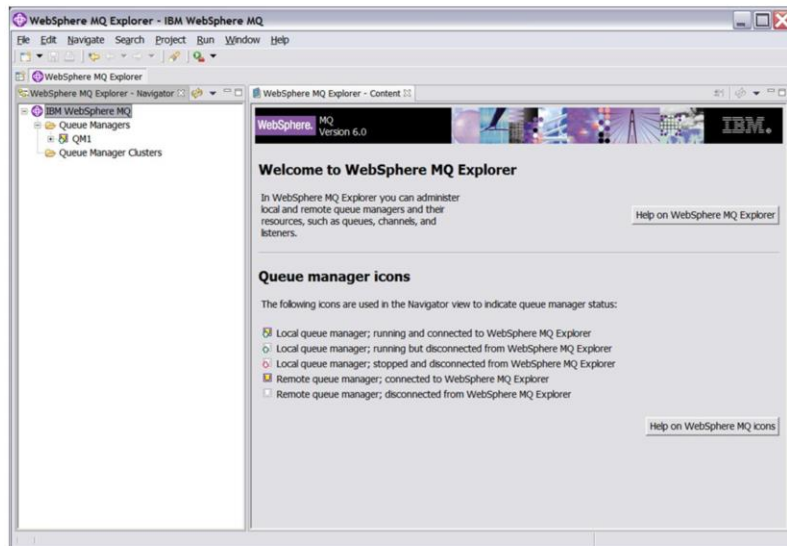 WebSphere MQ Explorer - IBM WebSphere MQ
File Edit Navigate Search Project Run Window Help
WebSphere MQ Explorer
WebSphere MQ Explorer - Navigator
IBM WebSphere MQ
Queue Managers
QM1
Queue Manager Clusters
WebSphere MQ Explorer - Content
WebSphere. MQ
Version 6.0
IBM.
Welcome to WebSphere MQ Explorer
In WebSphere MQ Explorer you can administer
local and remote queue managers and their
resources, such as queues, channels, and
listeners.
Help on WebSphere MQ Explorer
Queue manager icons
The following icons are used in the Navigator view to indicate queue manager status:
Local queue manager; running and connected to WebSphere MQ Explorer
Local queue manager; running but disconnected from WebSphere MQ Explorer
Local queue manager; stopped and disconnected from WebSphere MQ Explorer
Remote queue manager; connected to WebSphere MQ Explorer
Remote queue manager; disconnected from WebSphere MQ Explorer
Help on WebSphere MQ icons